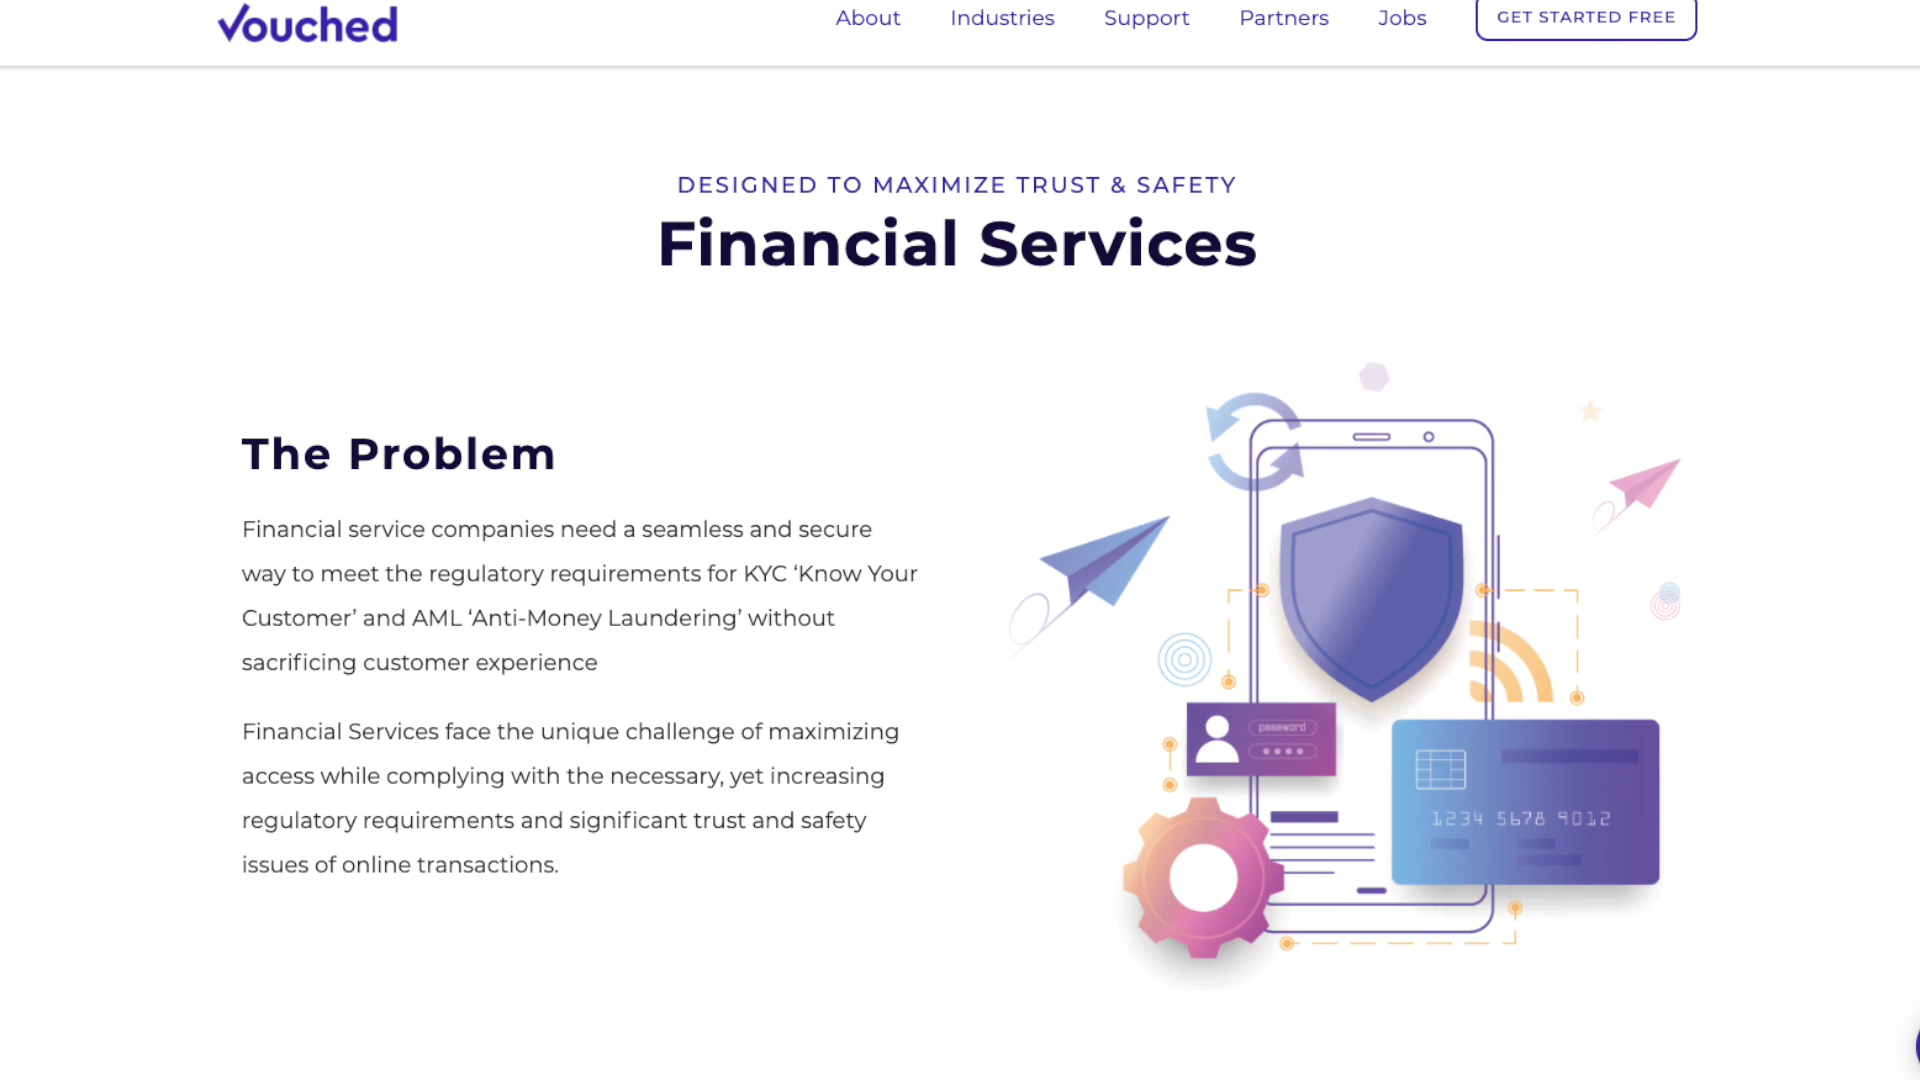 Vouched
About Industries Support Partners Jobs GET STARTED FREE
DESIGNED TO MAXIMIZE TRUST & SAFETY
Financial Services
The Problem
Financial service companies need a seamless and secure
way to meet the regulatory requirements for KYC ‘Know Your
Customer’ and AML ‘Anti-Money Laundering’ without
sacrificing customer experience
Financial Services face the unique challenge of maximizing
access while complying with the necessary, yet increasing
regulatory requirements and significant trust and safety
issues of online transactions.
password
1234 5678 9012